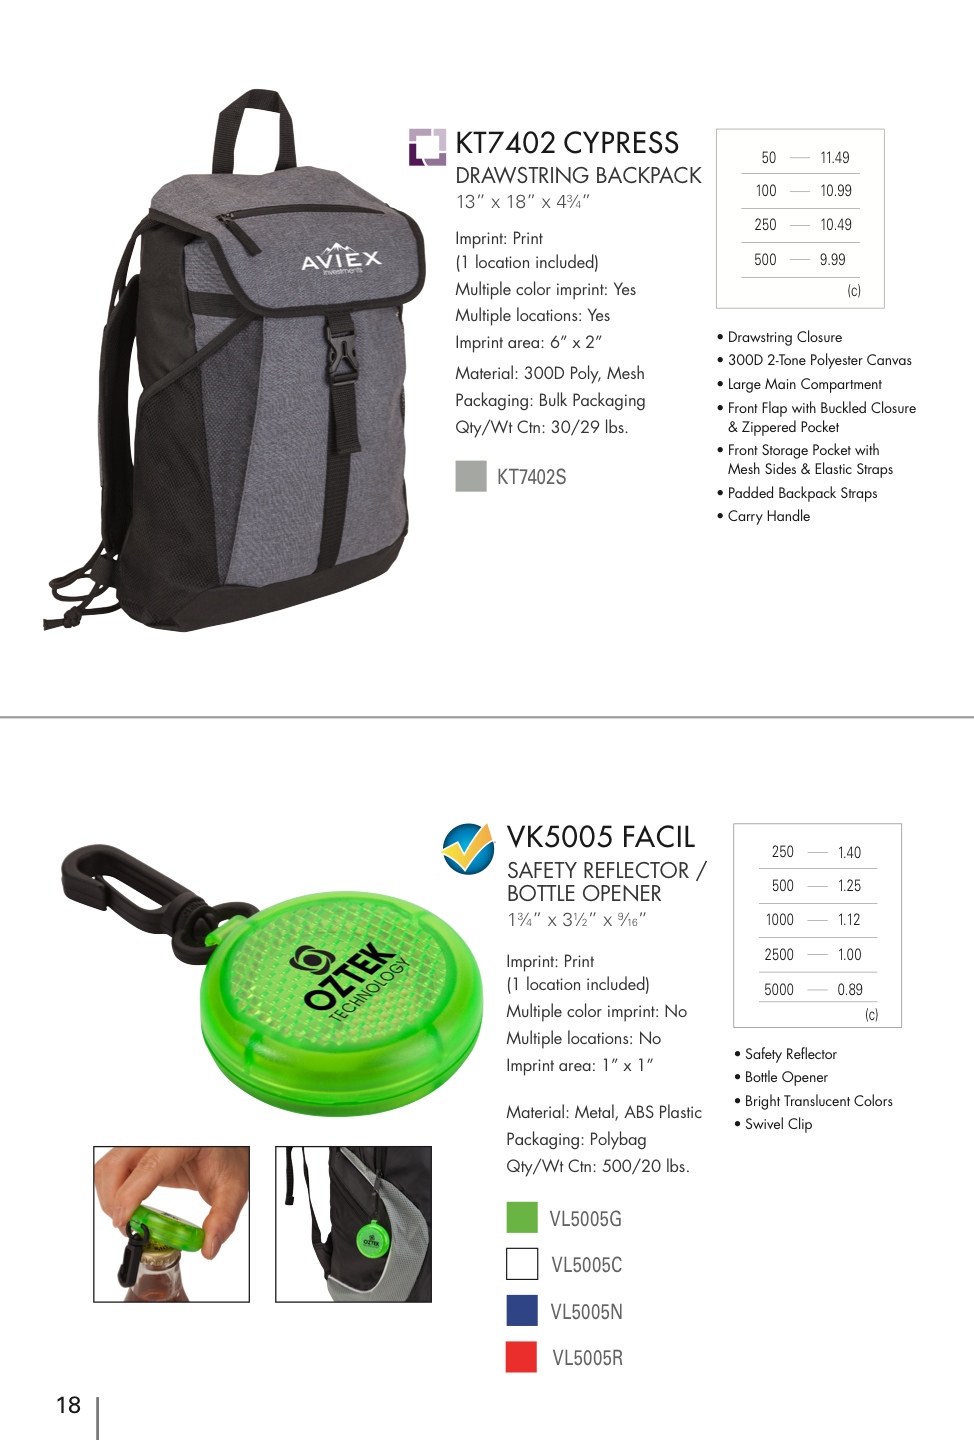 AVIEX
investments
KT7402 CYPRESS
DRAWSTRING BACKPACK
13” x 18” x 4¾”
Imprint: Print
(1 location included)
Multiple color imprint: Yes
Multiple locations: Yes
Imprint area: 6” x 2”
Material: 300D Poly, Mesh
Packaging: Bulk Packaging
Qty/Wt Ctn: 30/29 lbs.
KT7402S
50 — 11.49
100 — 10.99
250 — 10.49
500 — 9.99
(c)
• Drawstring Closure
• 300D 2-Tone Polyester Canvas
• Large Main Compartment
• Front Flap with Buckled Closure
& Zippered Pocket
• Front Storage Pocket with
Mesh Sides & Elastic Straps
• Padded Backpack Straps
• Carry Handle
OZTEK
TECHNOLOGY
OZTEK
VK5005 FACIL
SAFETY REFLECTOR /
BOTTLE OPENER
1¾” x 3½” x 9⁄16”
Imprint: Print
(1 location included)
Multiple color imprint: No
Multiple locations: No
Imprint area: 1” x 1”
Material: Metal, ABS Plastic
Packaging: Polybag
Qty/Wt Ctn: 500/20 lbs.
VL5005G
VL5005C
VL5005N
VL5005R
250 — 1.40
500 — 1.25
1000 — 1.12
2500 — 1.00
5000 — 0.89
(c)
• Safety Reflector
• Bottle Opener
• Bright Translucent Colors
• Swivel Clip
18